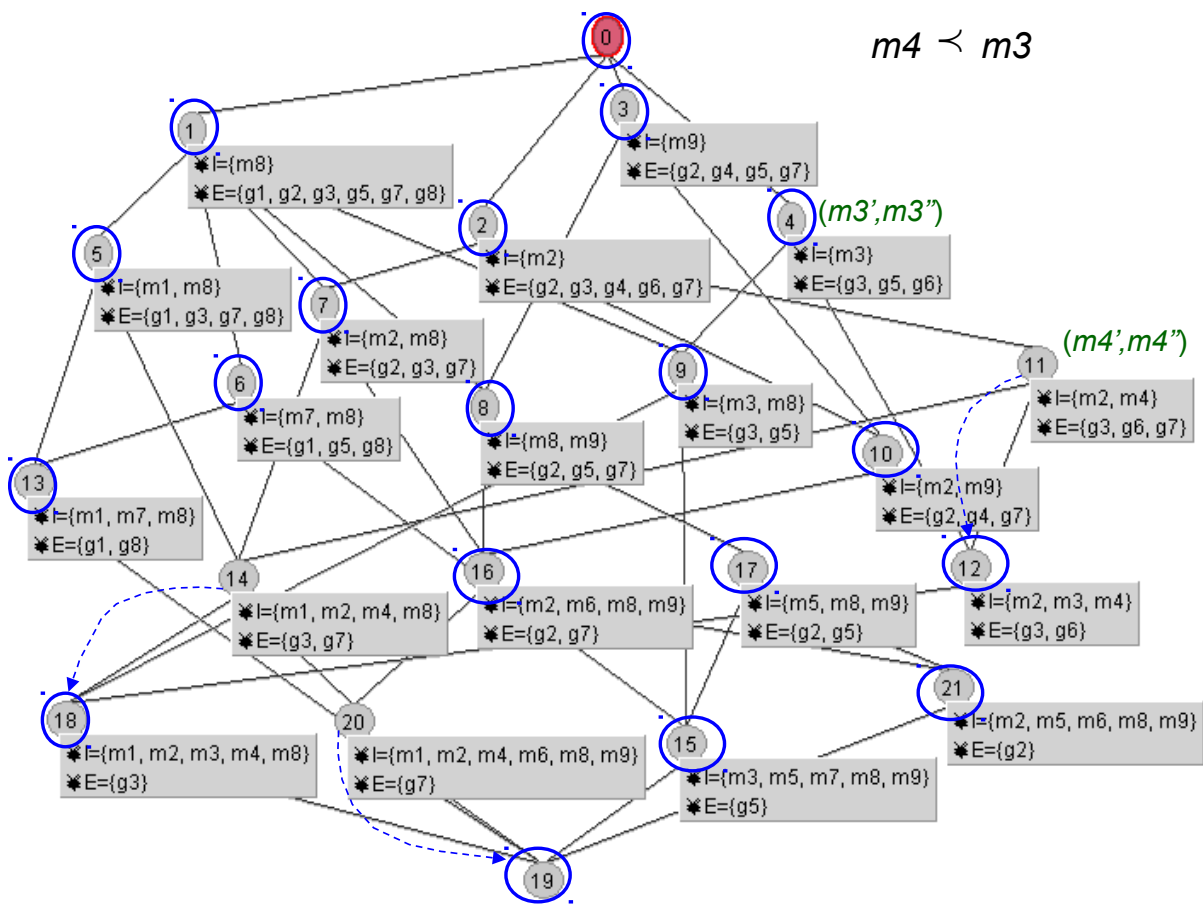 m4 ≺ m3
0
3
1
I={m9}
E={g2, g4, g5, g7}
I={m8}
E={g1, g2, g3, g5, g7, g8}
2
4
(m3',m3")
5
I={m2}
E={g2, g3, g4, g6, g7}
I={m3}
E={g3, g5, g6}
I={m1, m8}
E={g1, g3, g7, g8}
7
(m4',m4")
I={m2, m8}
E={g2, g3, g7}
11
6
9
8
I={m2, m4}
E={g3, g6, g7}
I={m3, m8}
E={g3, g5}
I={m7, m8}
E={g1, g5, g8}
I={m8, m9}
E={g2, g5, g7}
10
13
I={m2, m9}
E={g2, g4, g7}
I={m1, m7, m8}
E={g1, g8}
14
16
17
12
I={m1, m2, m4, m8}
E={g3, g7}
I={m2, m6, m8, m9}
E={g2, g7}
I={m5, m8, m9}
E={g2, g5}
I={m2, m3, m4}
E={g3, g6}
21
18
20
15
I={m2, m5, m6, m8, m9}
E={g2}
I={m1, m2, m3, m4, m8}
E={g3}
I={m1, m2, m4, m6, m8, m9}
E={g7}
I={m3, m5, m7, m8, m9}
E={g5}
19